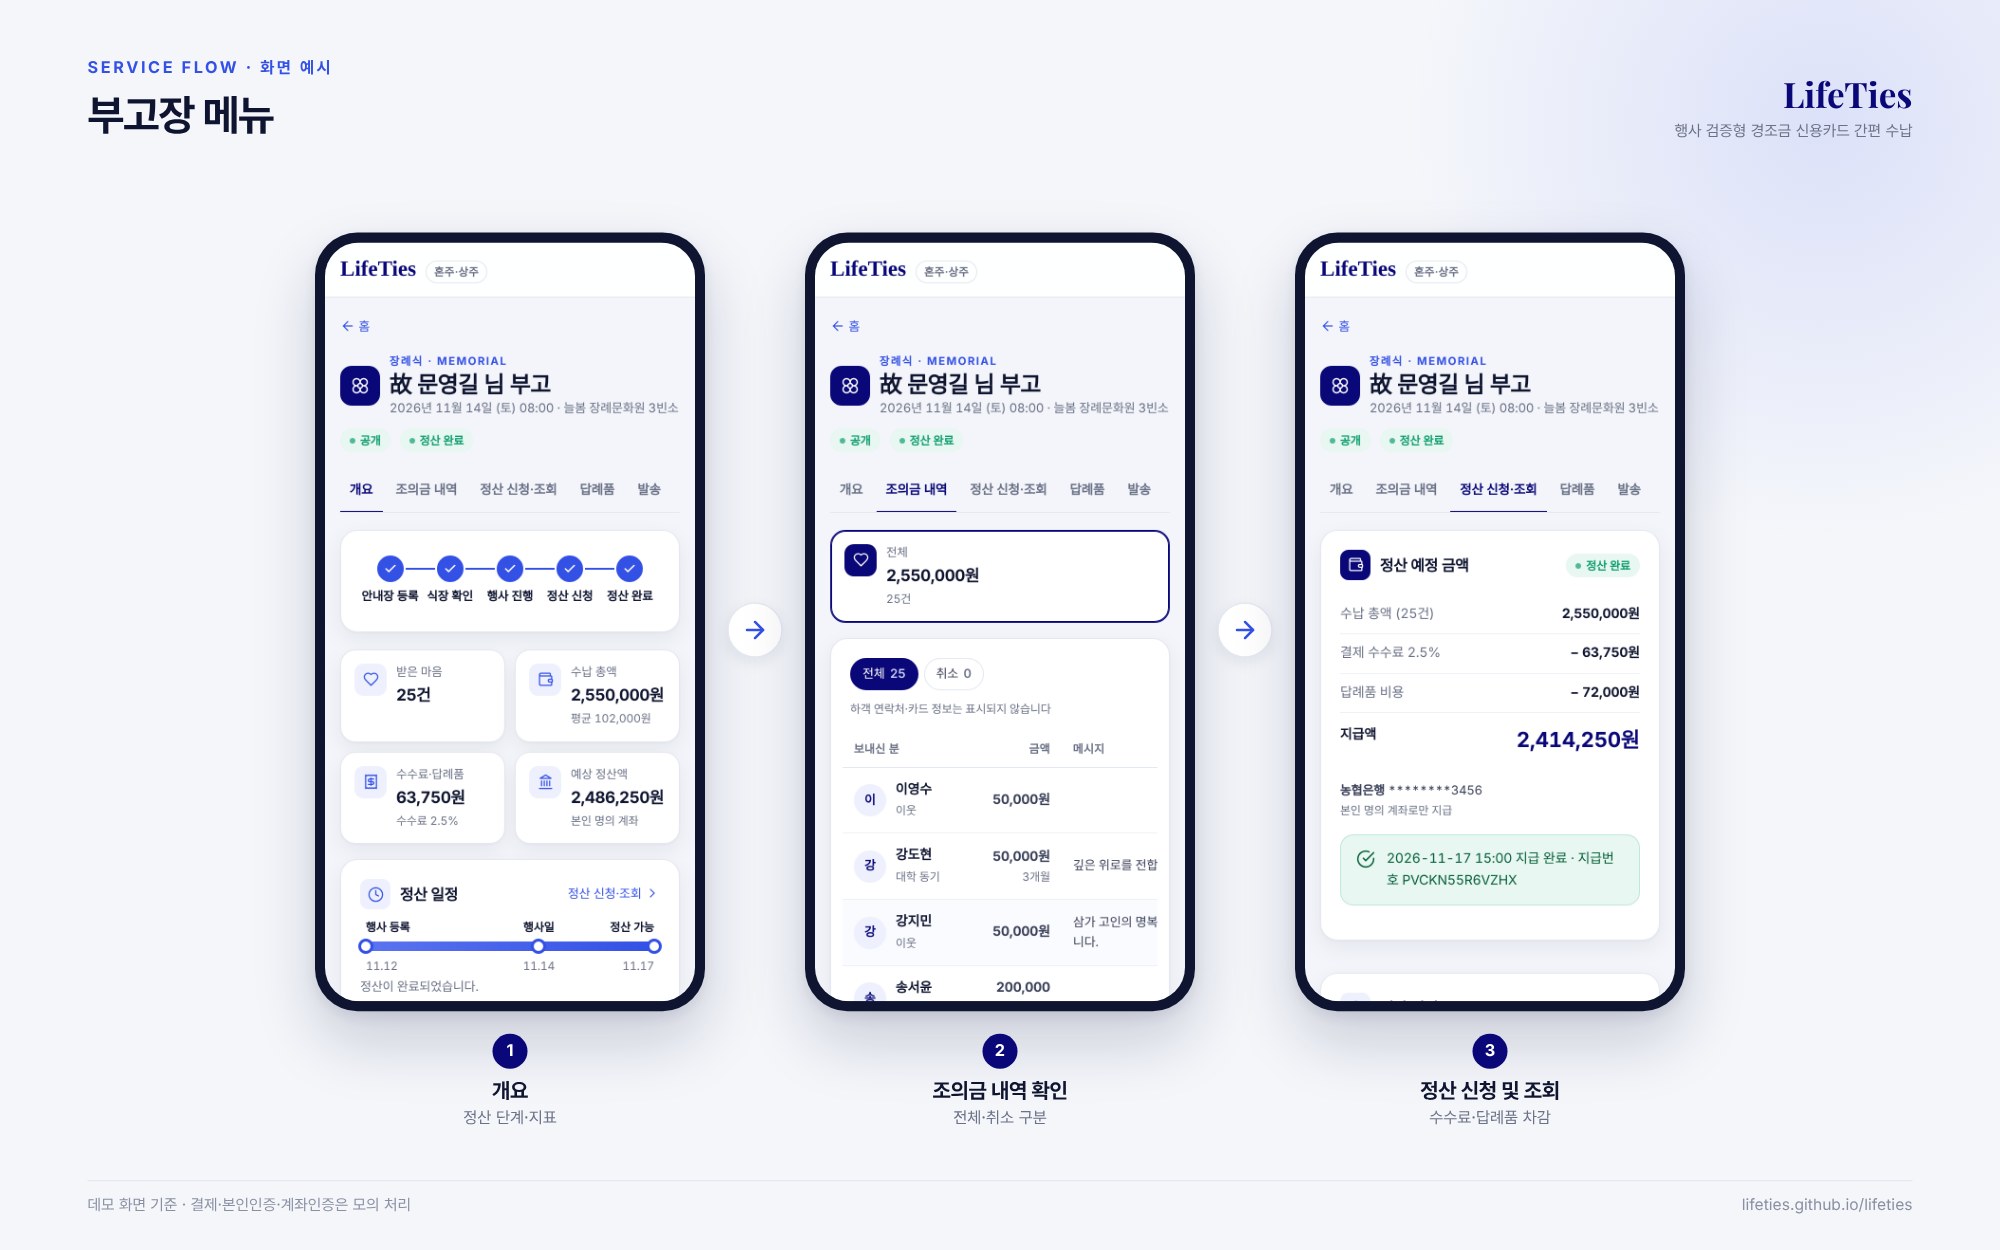 SERVICE FLOW · 화면 예시
부고장 메뉴
LifeTies
행사 검증형 경조금 신용카드 간편 수납
LifeTies 혼주·상주
← 홈
장례식 · MEMORIAL
故 문영길 님 부고
2026년 11월 14일 (토) 08:00 · 늘봄 장례문화원 3빈소
공개 정산 완료
개요 조의금 내역 정산 신청·조회 답례품 발송
안내장 등록 식장 확인 행사 진행 정산 신청 정산 완료
받은 마음
25건
수납 총액
2,550,000원
평균 102,000원
수수료·답례품
63,750원
수수료 2.5%
예상 정산액
2,486,250원
본인 명의 계좌
정산 일정 정산 신청·조회
행사 등록 행사일 정산 가능
11.12 11.14 11.17
정산이 완료되었습니다.
1
개요
정산 단계·지표
LifeTies 혼주·상주
← 홈
장례식 · MEMORIAL
故 문영길 님 부고
2026년 11월 14일 (토) 08:00 · 늘봄 장례문화원 3빈소
공개 정산 완료
개요 조의금 내역 정산 신청·조회 답례품 발송
전체
2,550,000원
25건
전체 25 취소 0
하객 연락처·카드 정보는 표시되지 않습니다
보내신 분 금액 메시지
이 이영수 50,000원
이웃
강 강도현 50,000원 깊은 위로를 전합
대학 동기 3개월
강 강지민 50,000원 삼가 고인의 명복
이웃 니다.
송 송서윤 200,000
2
조의금 내역 확인
전체·취소 구분
LifeTies 혼주·상주
← 홈
장례식 · MEMORIAL
故 문영길 님 부고
2026년 11월 14일 (토) 08:00 · 늘봄 장례문화원 3빈소
공개 정산 완료
개요 조의금 내역 정산 신청·조회 답례품 발송
정산 예정 금액 정산 완료
수납 총액 (25건) 2,550,000원
결제 수수료 2.5% − 63,750원
답례품 비용 − 72,000원
지급액 2,414,250원
농협은행 ********3456
본인 명의 계좌로만 지급
2026-11-17 15:00 지급 완료 · 지급번
호 PVCKN55R6VZHX
3
정산 신청 및 조회
수수료·답례품 차감
데모 화면 기준 · 결제·본인인증·계좌인증은 모의 처리
lifeties.github.io/lifeties